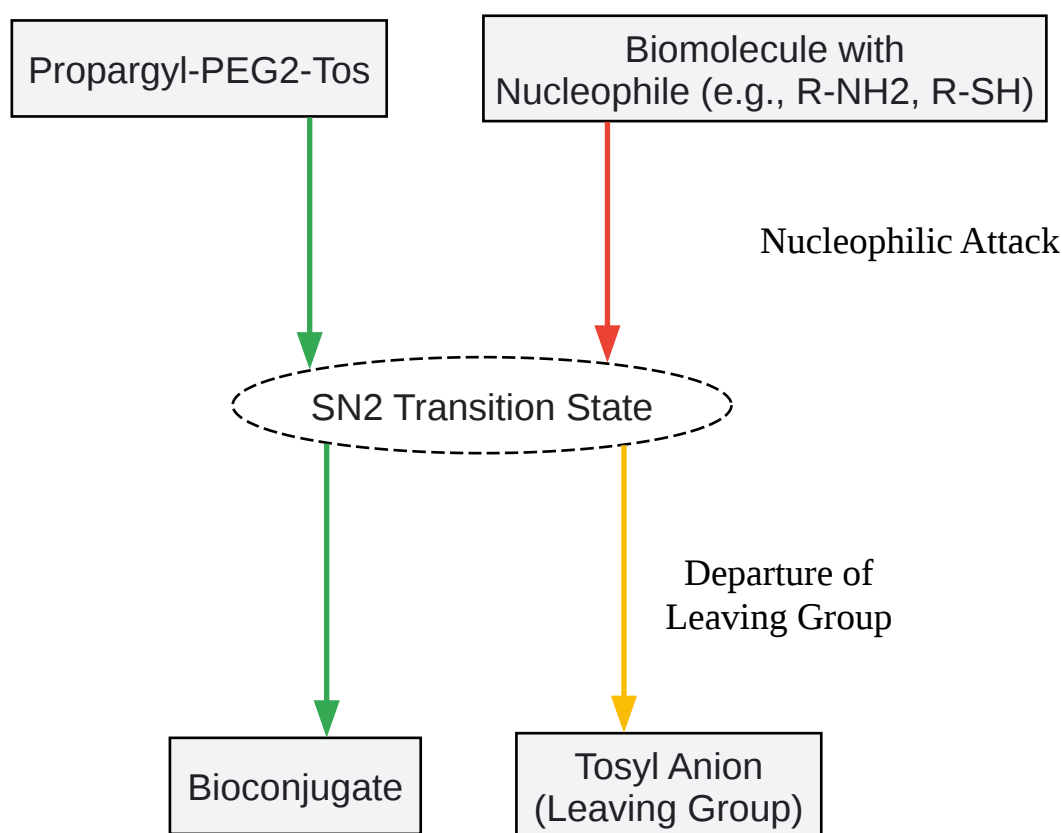 Propargyl-PEG2-Tos
Biomolecule with
Nucleophile (e.g., R-NH2, R-SH)
Nucleophilic Attack
SN2 Transition State
Departure of
Leaving Group
Bioconjugate
Tosyl Anion
(Leaving Group)